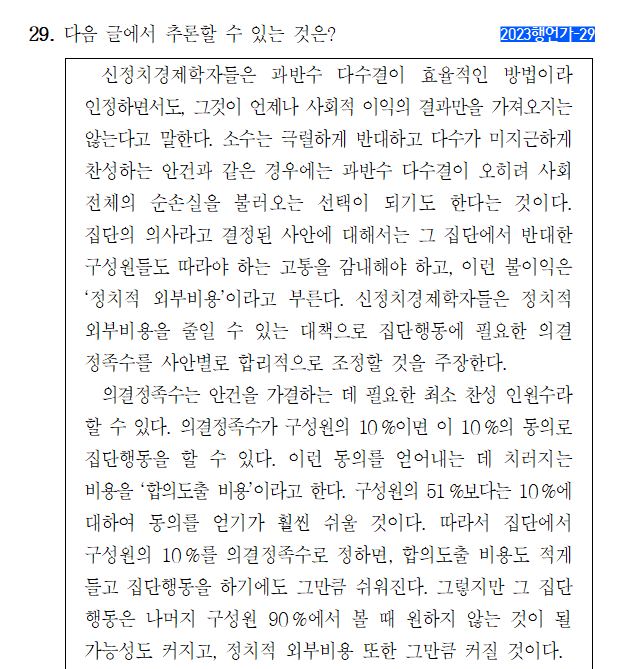 29. 다음 글에서 추론할 수 있는 것은?
2023행언가-29
신정치경제학자들은 과반수 다수결이 효율적인 방법이라
인정하면서도, 그것이 언제나 사회적 이익의 결과만을 가져오지는
않는다고 말한다. 소수는 극렬하게 반대하고 다수가 미지근하게
찬성하는 안건과 같은 경우에는 과반수 다수결이 오히려 사회
전체의 순손실을 불러오는 선택이 되기도 한다는 것이다.
집단의 의사라고 결정된 사안에 대해서는 그 집단에서 반대한
구성원들도 따라야 하는 고통을 감내해야 하고, 이런 불이익은
‘정치적 외부비용’이라고 부른다. 신정치경제학자들은 정치적
외부비용을 줄일 수 있는 대책으로 집단행동에 필요한 의결
정족수를 사안별로 합리적으로 조정할 것을 주장한다.
의결정족수는 안건을 가결하는 데 필요한 최소 찬성 인원수라
할 수 있다. 의결정족수가 구성원의 10%이면 이 10%의 동의로
집단행동을 할 수 있다. 이런 동의를 얻어내는 데 치러지는
비용을 ‘합의도출 비용’이라고 한다. 구성원의 51%보다는 10%에
대하여 동의를 얻기가 훨씬 쉬울 것이다. 따라서 집단에서
구성원의 10%를 의결정족수로 정하면, 합의도출 비용도 적게
들고 집단행동을 하기에도 그만큼 쉬워진다. 그렇지만 그 집단
행동은 나머지 구성원 90%에서 볼 때 원하지 않는 것이 될
가능성도 커지고, 정치적 외부비용 또한 그만큼 커질 것이다.